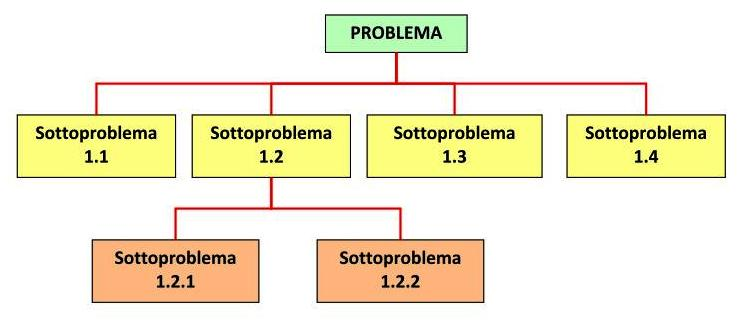 PROBLEMA
Sottoproblema
1.1
Sottoproblema
1.2
Sottoproblema
1.3
Sottoproblema
1.4
Sottoproblema
1.2.1
Sottoproblema
1.2.2